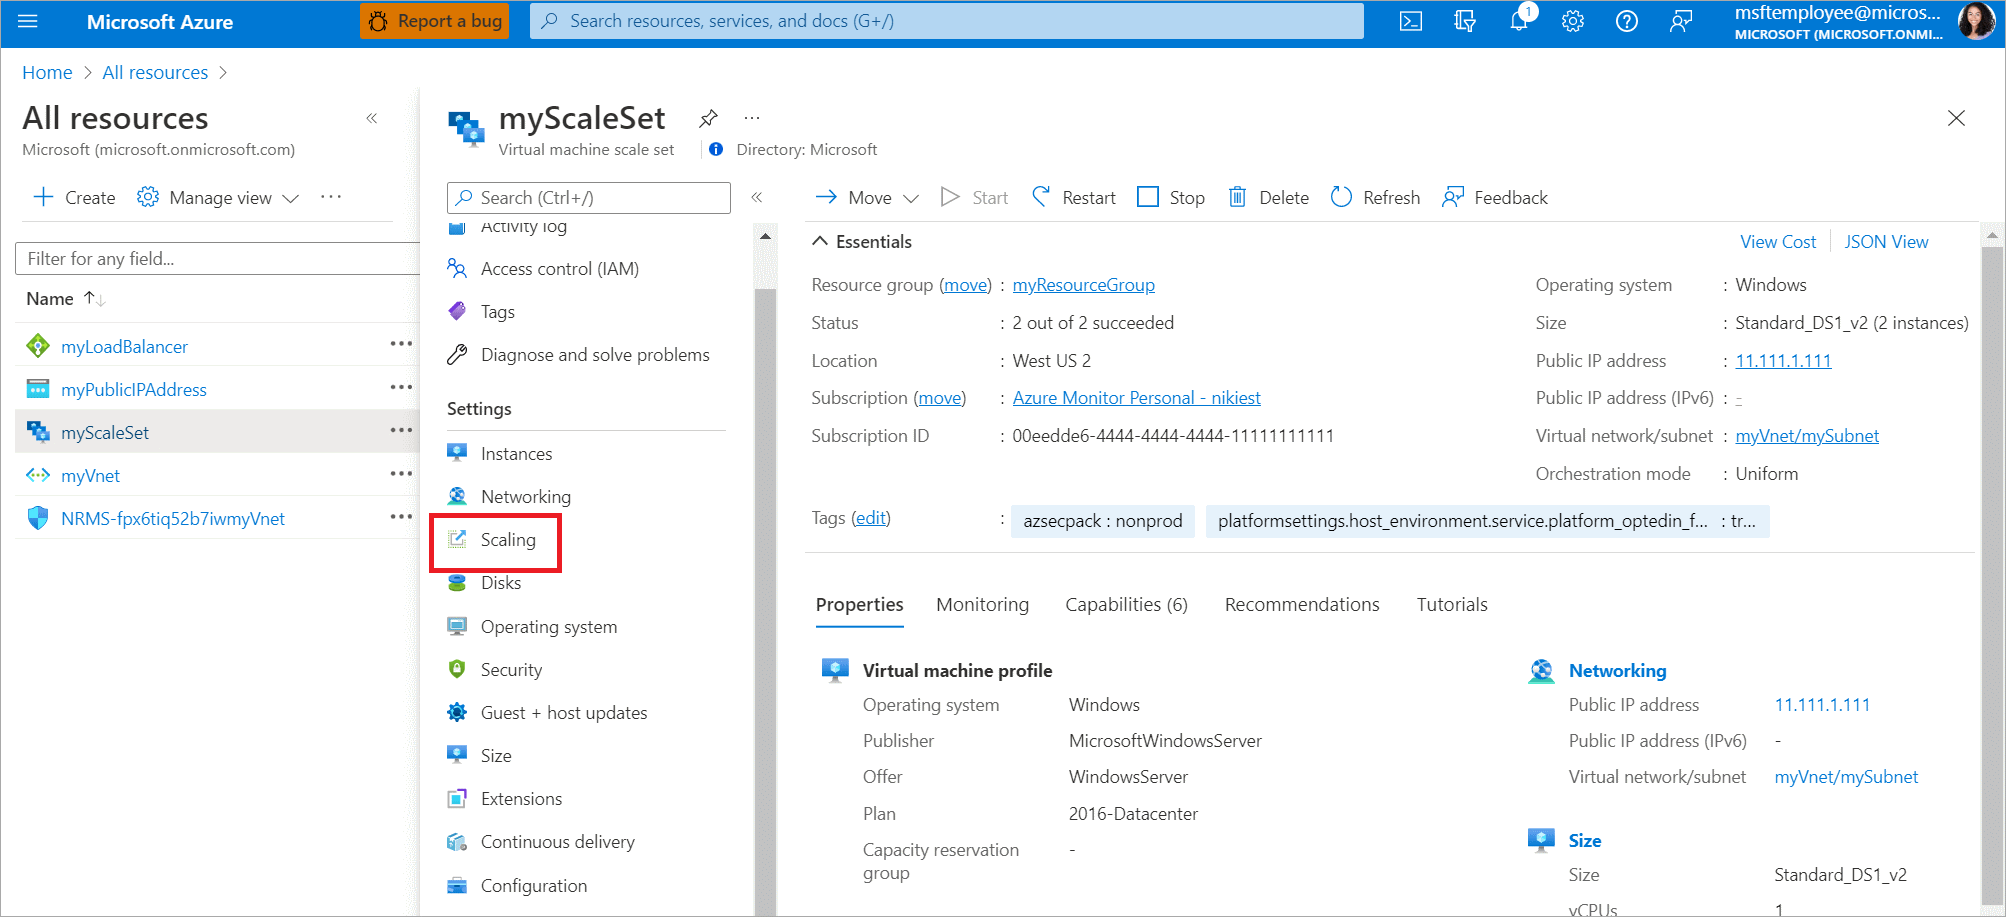 Microsoft Azure
Report a bug
Search resources, services, and docs (G+/)
1
msftemployee@micros...
MICROSOFT (MICROSOFT.ONMI...
Home > All resources >
All resources
Microsoft (microsoft.onmicrosoft.com)
Create
Manage view
Filter for any field...
Name
myLoadBalancer
myPublicIPAddress
myScaleSet
myVnet
NRMS-fpx6tiq52b7iwmyVnet
myScaleSet
Virtual machine scale set
Directory: Microsoft
Search (Ctrl+/)
Activity log
Access control (IAM)
Tags
Diagnose and solve problems
Settings
Instances
Networking
Scaling
Disks
Operating system
Security
Guest + host updates
Size
Extensions
Continuous delivery
Configuration
Move
Start
Restart
Stop
Delete
Refresh
Feedback
Essentials
View Cost
JSON View
Resource group (move) : myResourceGroup
Status : 2 out of 2 succeeded
Location : West US 2
Subscription (move) : Azure Monitor Personal - nikiest
Subscription ID : 00eedde6-4444-4444-4444-11111111111
Operating system : Windows
Size : Standard_DS1_v2 (2 instances)
Public IP address : 11.111.1.111
Public IP address (IPv6) : -
Virtual network/subnet : myVnet/mySubnet
Orchestration mode : Uniform
Tags (edit) : azsecpack : nonprod platformsettings.host_environment.service.platform_optedin_f... : tr...
Properties
Monitoring
Capabilities (6)
Recommendations
Tutorials
Virtual machine profile
Operating system Windows
Publisher MicrosoftWindowsServer
Offer WindowsServer
Plan 2016-Datacenter
Capacity reservation -
group
Networking
Public IP address 11.111.1.111
Public IP address (IPv6) -
Virtual network/subnet myVnet/mySubnet
Size
Size Standard_DS1_v2
vCPUs 1